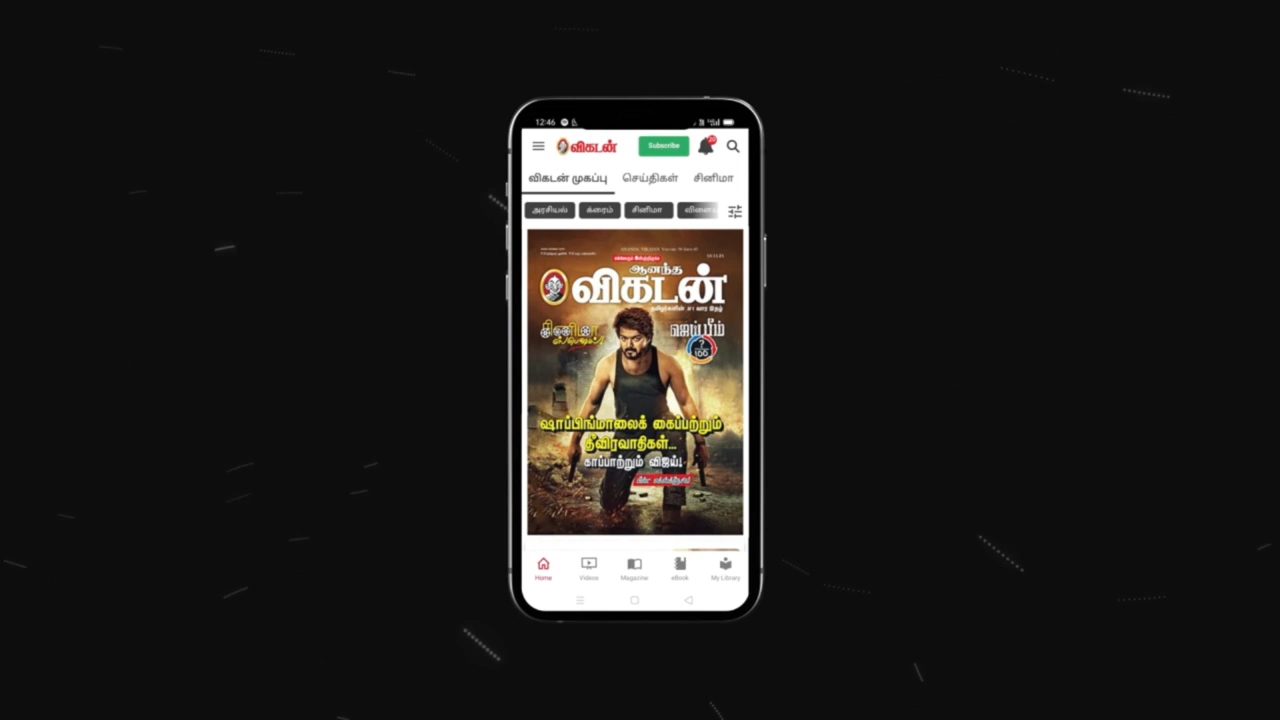 12:46
விகடன்
Subscribe
விகடன் முகப்பு செய்திகள் சினிமா
அரசியல் க்ரைம் சினிமா
ஆனந்த
விகடன்
சினிமா ஜெய்பீம்
?
100
ஷாப்பிங்மாலைக் கைப்பற்றும்
தீவிரவாதிகள்...
காப்பாற்றும் விஜய்!
Home Videos Magazine eBook My Library